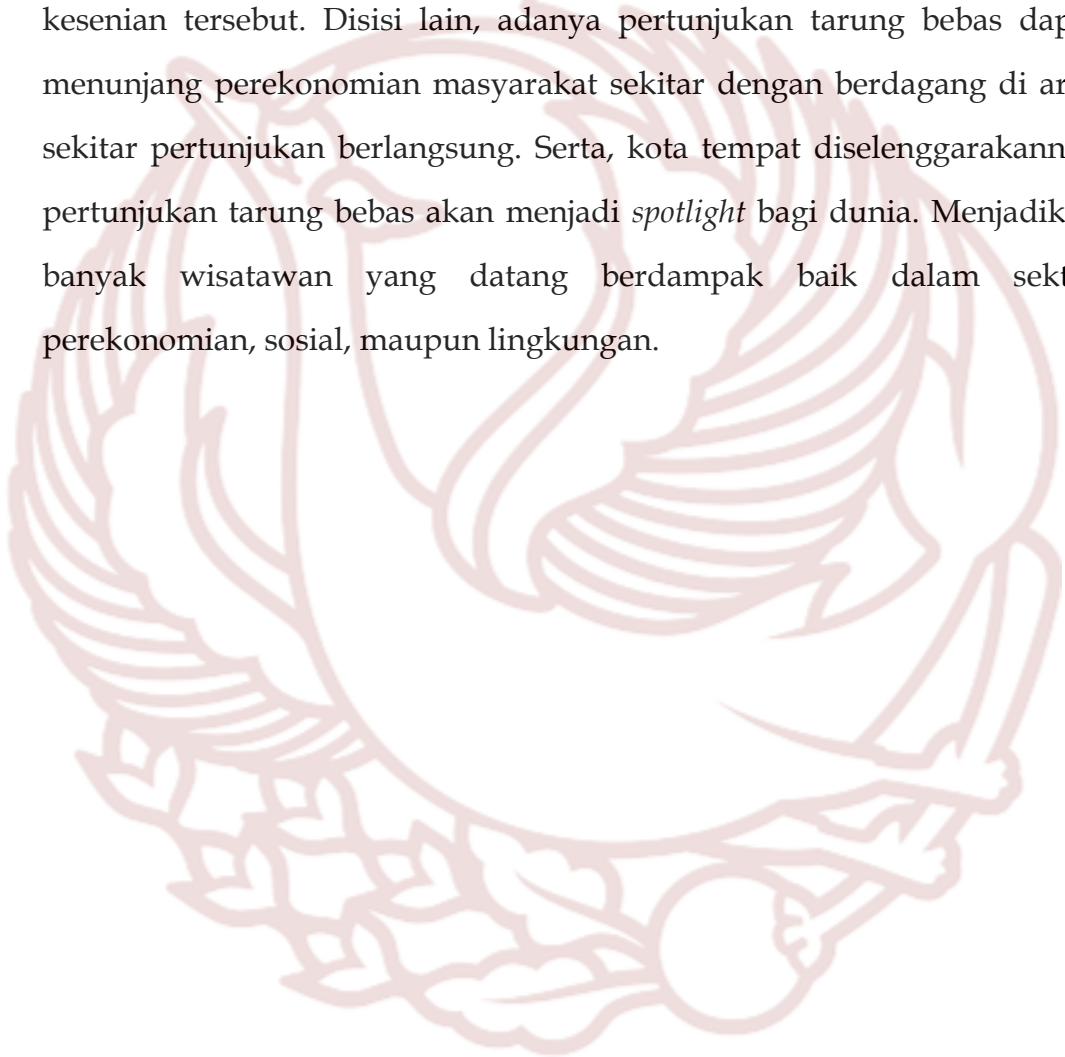 kesenian tersebut. Disisi lain, adanya pertunjukan tarung bebas dap
menunjang perekonomian masyarakat sekitar dengan berdagang di ar
sekitar pertunjukan berlangsung. Serta, kota tempat diselenggarakann
pertunjukan tarung bebas akan menjadi spotlight bagi dunia. Menjadik
banyak wisatawan yang datang berdampak baik dalam sekt
perekonomian, sosial, maupun lingkungan.